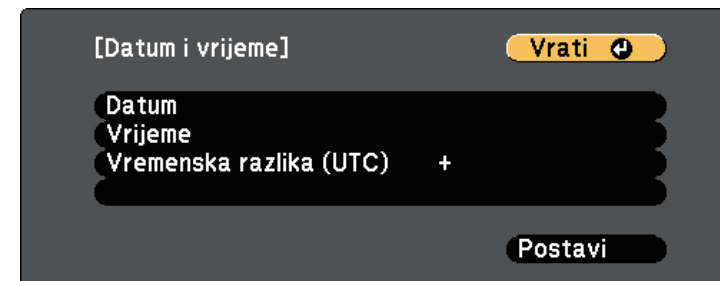 [Datum i vrijeme] Vrati
Datum
Vrijeme
Vremenska razlika (UTC) +
Postavi